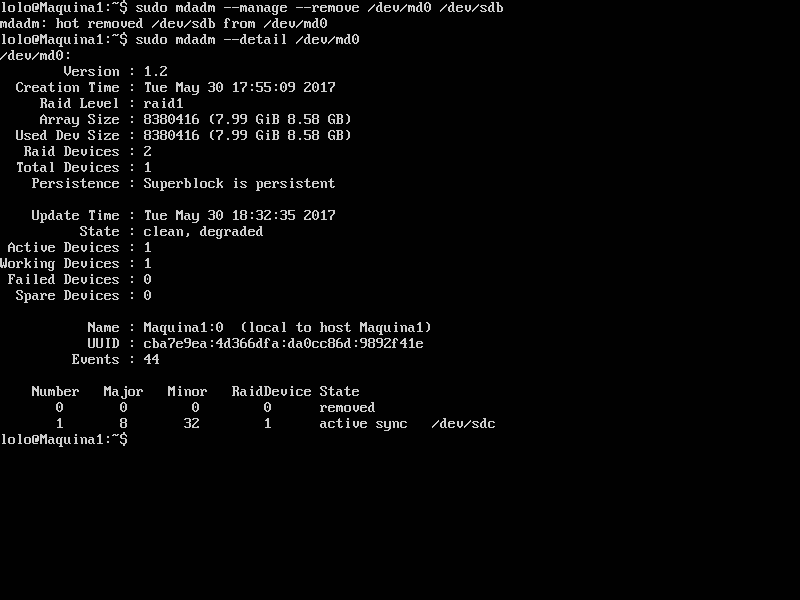 lolo@Maquina1:~$ sudo mdadm --manage --remove /dev/md0 /dev/sdb
mdadm: hot removed /dev/sdb from /dev/md0
lolo@Maquina1:~$ sudo mdadm --detail /dev/md0
/dev/md0:
        Version : 1.2
  Creation Time : Tue May 30 17:55:09 2017
     Raid Level : raid1
     Array Size : 8380416 (7.99 GiB 8.58 GB)
  Used Dev Size : 8380416 (7.99 GiB 8.58 GB)
   Raid Devices : 2
  Total Devices : 1
    Persistence : Superblock is persistent

    Update Time : Tue May 30 18:32:35 2017
          State : clean, degraded
 Active Devices : 1
Working Devices : 1
 Failed Devices : 0
  Spare Devices : 0

           Name : Maquina1:0  (local to host Maquina1)
           UUID : cba7e9ea:4d366dfa:da0cc86d:9892f41e
         Events : 44

    Number   Major   Minor   RaidDevice State
       0       0        0        0      removed
       1       8       32        1      active sync   /dev/sdc
lolo@Maquina1:~$